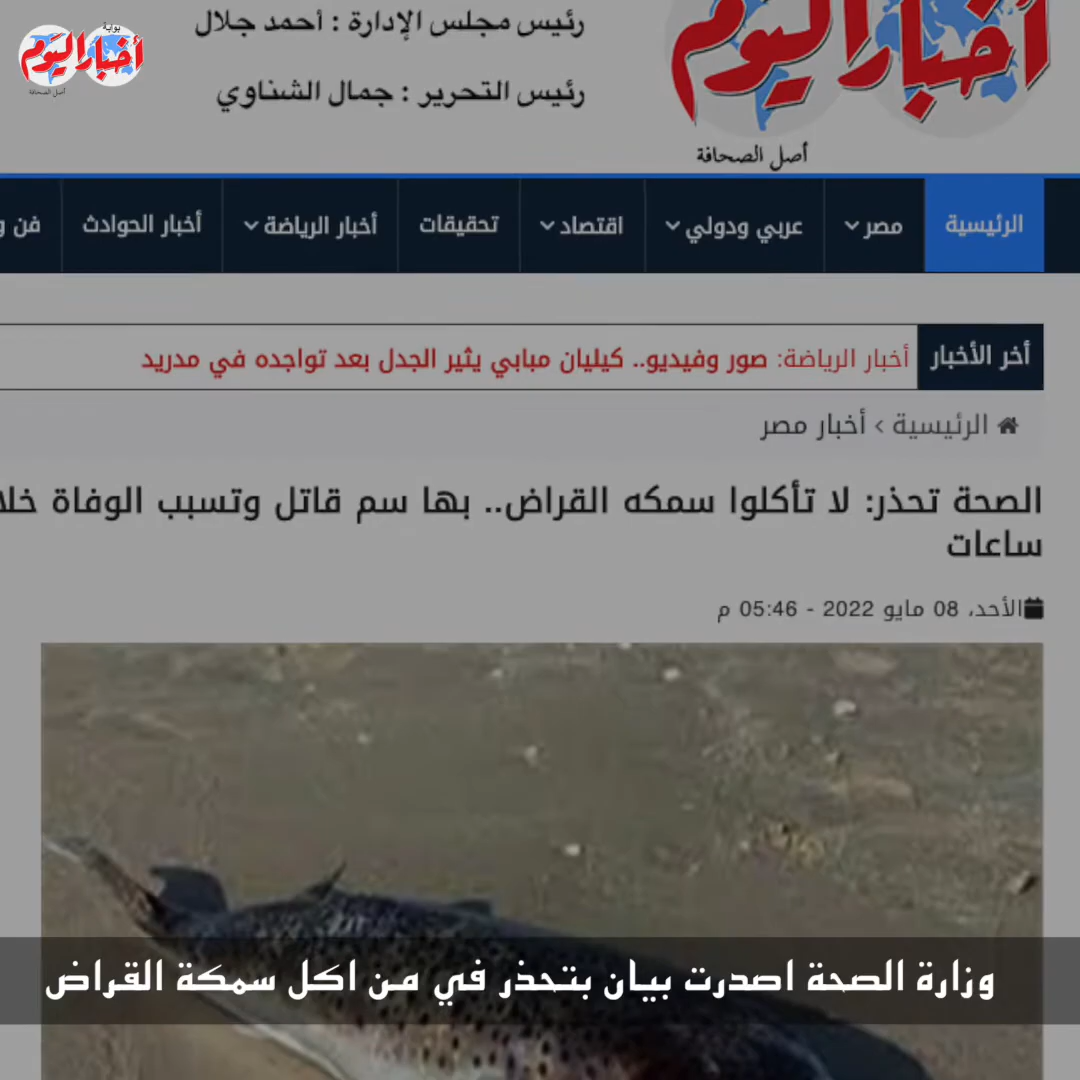 بوابة
أخبار اليوم
أصل الصحافة
أخبار اليوم
أصل الصحافة
رئيس مجلس الإدارة : أحمد جلال
رئيس التحرير : جمال الشناوي
الرئيسية مصر عربي ودولي اقتصاد تحقيقات أخبار الرياضة أخبار الحوادث فن
أخر الأخبار أخبار الرياضة: صور وفيديو.. كيليان مبابي يثير الجدل بعد تواجده في مدريد
الرئيسية > أخبار مصر
الصحة تحذر: لا تأكلوا سمكه القراض.. بها سم قاتل وتسبب الوفاة
ساعات
الأحد، 08 مايو 2022 - 05:46 م
وزارة الصحة اصدرت بيان بتحذر في من اكل سمكة القراض